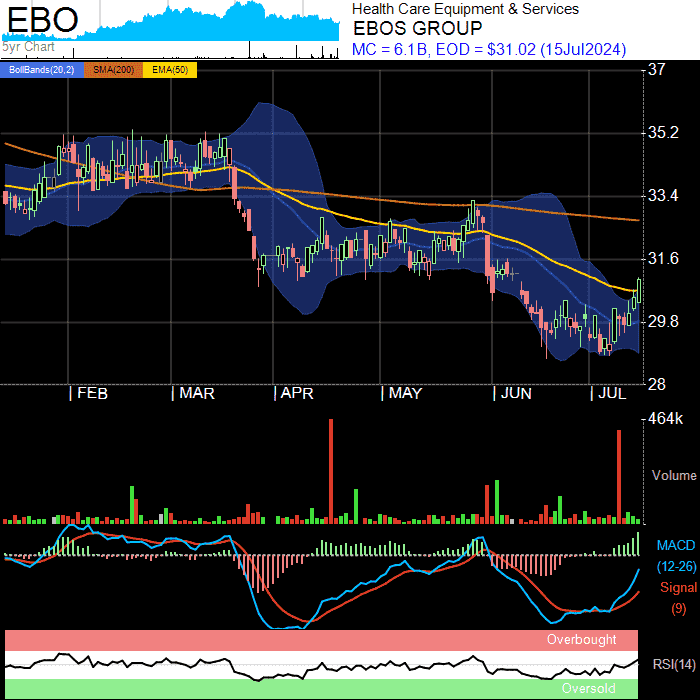 EBO
5yr Chart
Health Care Equipment & Services
EBOS GROUP
MC = 6.1B, EOD = $31.02 (15Jul2024)
BollBands(20,2) SMA(200) EMA(50)
37
35.2
33.4
31.6
29.8
28
| FEB | MAR | APR | MAY | JUN | JUL
464k
Volume
MACD
(12-26)
Signal
(9)
Overbought
RSI(14)
Oversold